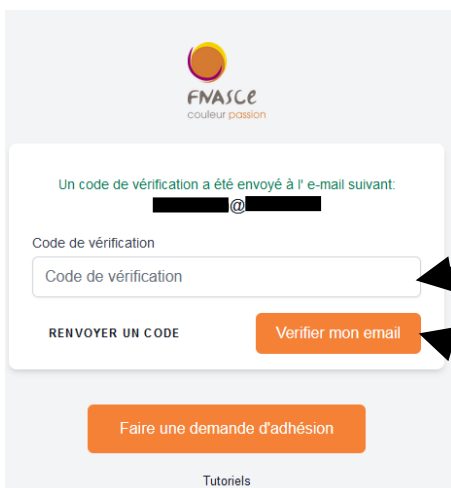 FNASCE
couleur passion
Un code de vérification a été envoyé à l' e-mail suivant:
@
Code de vérification
Code de vérification
RENVOYER UN CODE
Verifier mon email
Faire une demande d'adhésion
Tutoriels